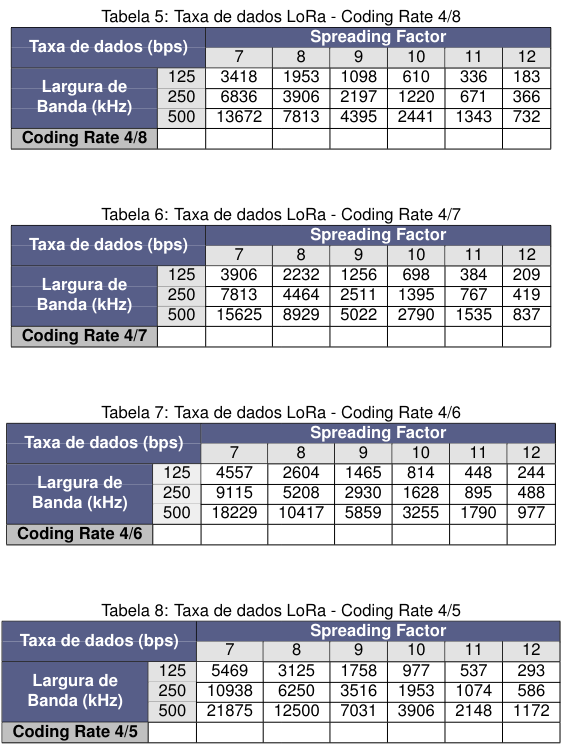 Tabela 5: Taxa de dados LoRa - Coding Rate 4/8
Taxa de dados (bps) Spreading Factor
7 8 9 10 11 12
Largura de Banda (kHz) 125 3418 1953 1098 610 336 183
250 6836 3906 2197 1220 671 366
500 13672 7813 4395 2441 1343 732
Coding Rate 4/8
Tabela 6: Taxa de dados LoRa - Coding Rate 4/7
Taxa de dados (bps) Spreading Factor
7 8 9 10 11 12
Largura de Banda (kHz) 125 3906 2232 1256 698 384 209
250 7813 4464 2511 1395 767 419
500 15625 8929 5022 2790 1535 837
Coding Rate 4/7
Tabela 7: Taxa de dados LoRa - Coding Rate 4/6
Taxa de dados (bps) Spreading Factor
7 8 9 10 11 12
Largura de Banda (kHz) 125 4557 2604 1465 814 448 244
250 9115 5208 2930 1628 895 488
500 18229 10417 5859 3255 1790 977
Coding Rate 4/6
Tabela 8: Taxa de dados LoRa - Coding Rate 4/5
Taxa de dados (bps) Spreading Factor
7 8 9 10 11 12
Largura de Banda (kHz) 125 5469 3125 1758 977 537 293
250 10938 6250 3516 1953 1074 586
500 21875 12500 7031 3906 2148 1172
Coding Rate 4/5